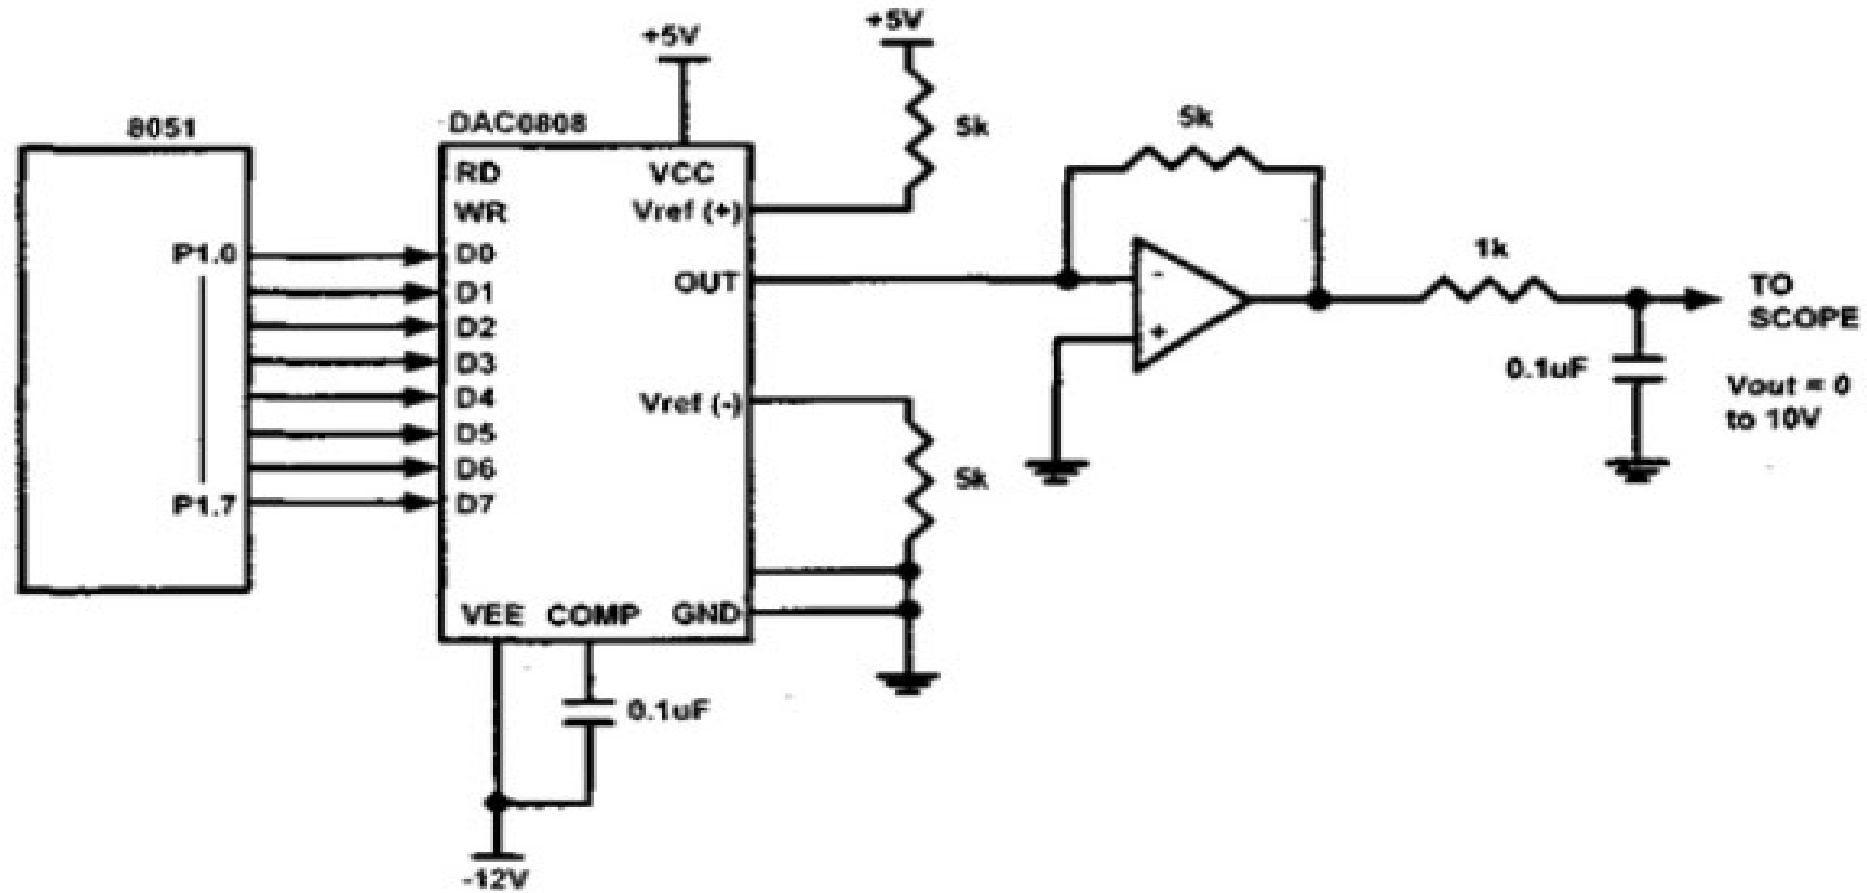 +5V
+5V
8051
DAC0808
5k
5k
RD
VCC
WR
Vref (+)
P1.0
D0
OUT
-
1k
TO
SCOPE
D1
D2
+
D3
0.1uF
Vout = 0
to 10V
D4
Vref (-)
D5
D6
5k
P1.7
D7
VEE
COMP
GND
0.1uF
-12V